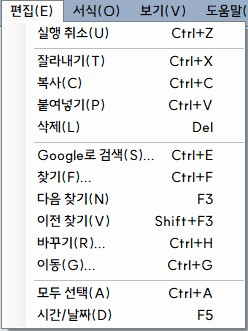 편집(E) 서식(O) 보기(V) 도움말(
실행 취소(U) Ctrl+Z
잘라내기(T) Ctrl+X
복사(C) Ctrl+C
붙여넣기(P) Ctrl+V
삭제(L) Del
Google로 검색(S)... Ctrl+E
찾기(F)... Ctrl+F
다음 찾기(N) F3
이전 찾기(V) Shift+F3
바꾸기(R)... Ctrl+H
이동(G)... Ctrl+G
모두 선택(A) Ctrl+A
시간/날짜(D) F5